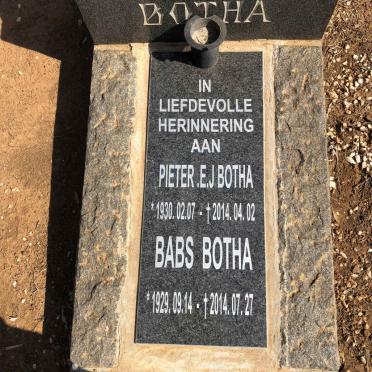 BOTHA
IN
LIEFDEVOLLE
HERINNERING
AAN
PIETER .E.J BOTHA
* 1930.02.07 - † 2014.04.02
BABS BOTHA
* 1929.09.14 - † 2014.07.27